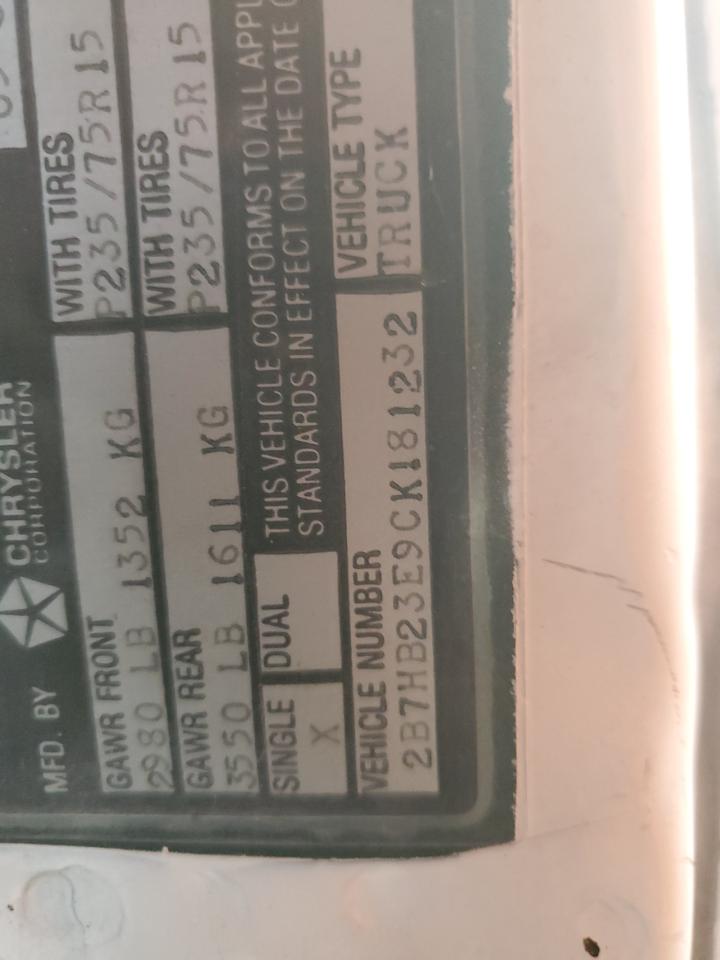 MFD. BY CHRYSLER
CORPORATION
GAWR FRONT WITH TIRES
2980 LB 1352 KG P235/75R15
GAWR REAR WITH TIRES
3550 LB 1611 KG P235/75R15
SINGLE DUAL
X
THIS VEHICLE CONFORMS TO ALL APPL
STANDARDS IN EFFECT ON THE DATE
VEHICLE NUMBER VEHICLE TYPE
2B7HB23E9CK181232 TRUCK